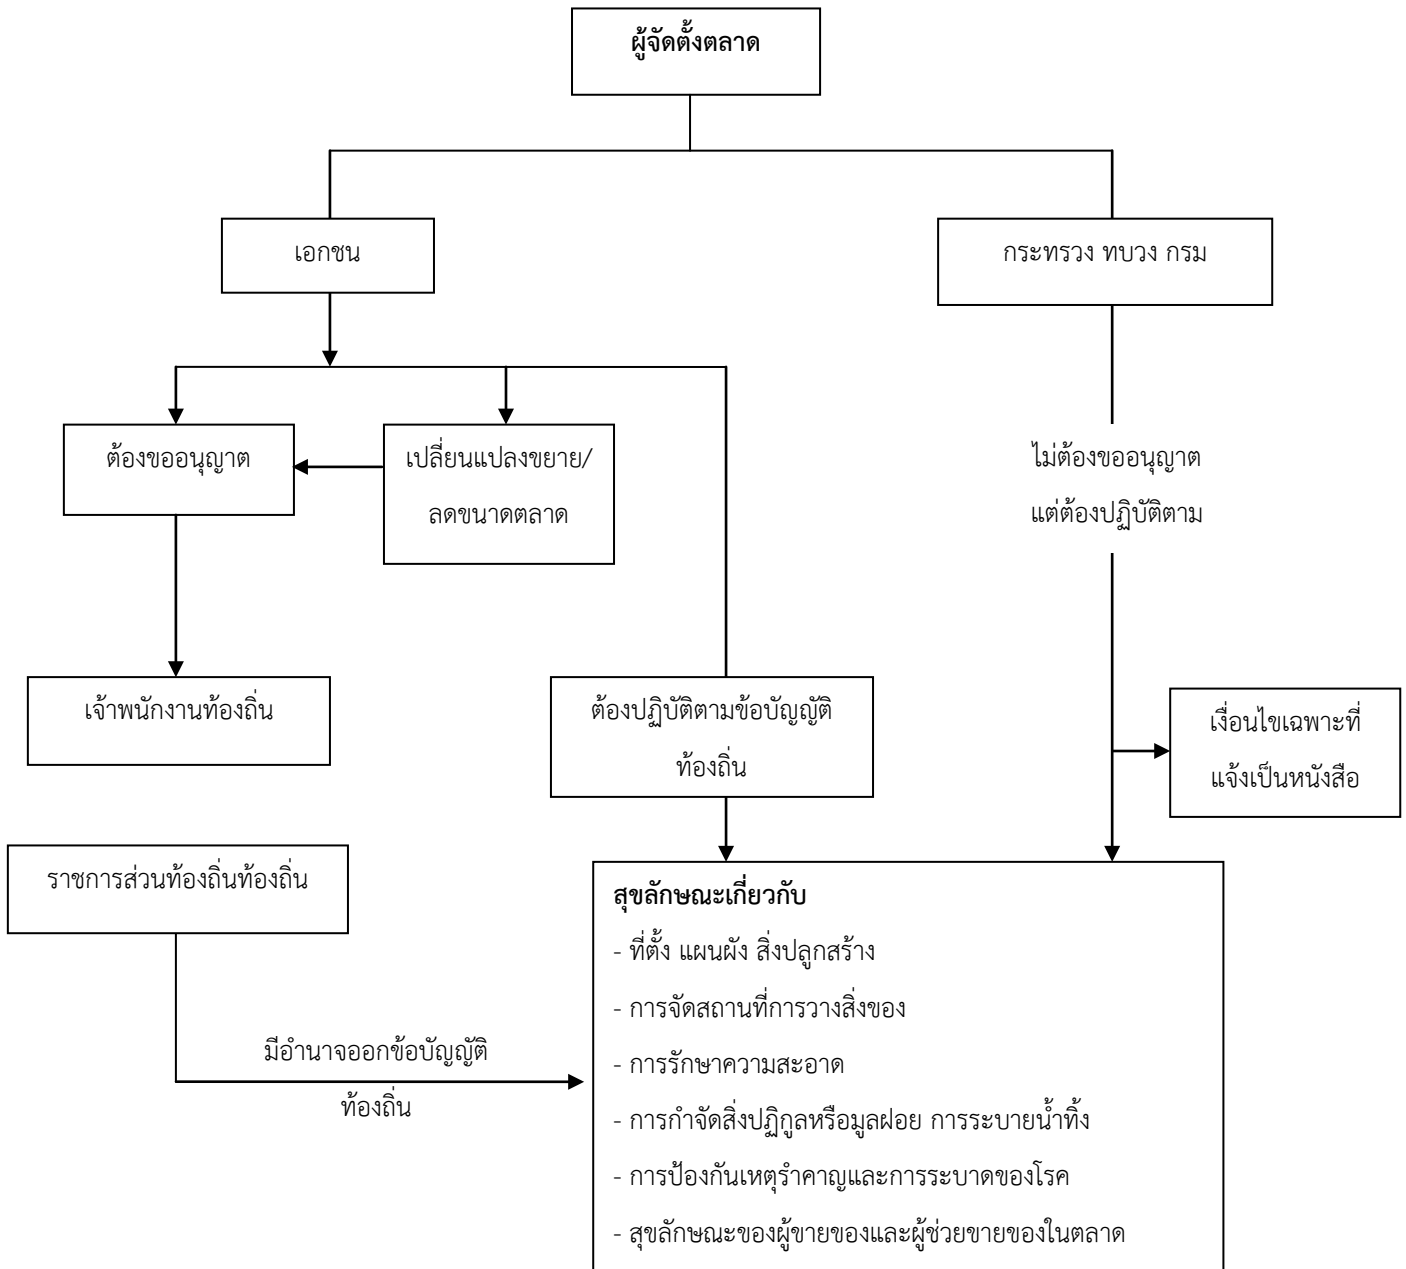 ผู้จัดตั้งตลาด
เอกชน
กระทรวง ทบวง กรม
ต้องขออนุญาต
เปลี่ยนแปลงขยาย/
ลดขนาดตลาด
ไม่ต้องขออนุญาต
แต่ต้องปฏิบัติตาม
เจ้าพนักงานท้องถิ่น
ต้องปฏิบัติตามข้อบัญญัติ
ท้องถิ่น
เงื่อนไขเฉพาะที่
แจ้งเป็นหนังสือ
ราชการส่วนท้องถิ่นท้องถิ่น
มีอำนาจออกข้อบัญญัติ
ท้องถิ่น
สุขลักษณะเกี่ยวกับ
- ที่ตั้ง แผนผัง สิ่งปลูกสร้าง
- การจัดสถานที่การวางสิ่งของ
- การรักษาความสะอาด
- การกำจัดสิ่งปฏิกูลหรือมูลฝอย การระบายน้ำทิ้ง
- การป้องกันเหตุรำคาญและการระบาดของโรค
- สุขลักษณะของผู้ขายของและผู้ช่วยขายของในตลาด